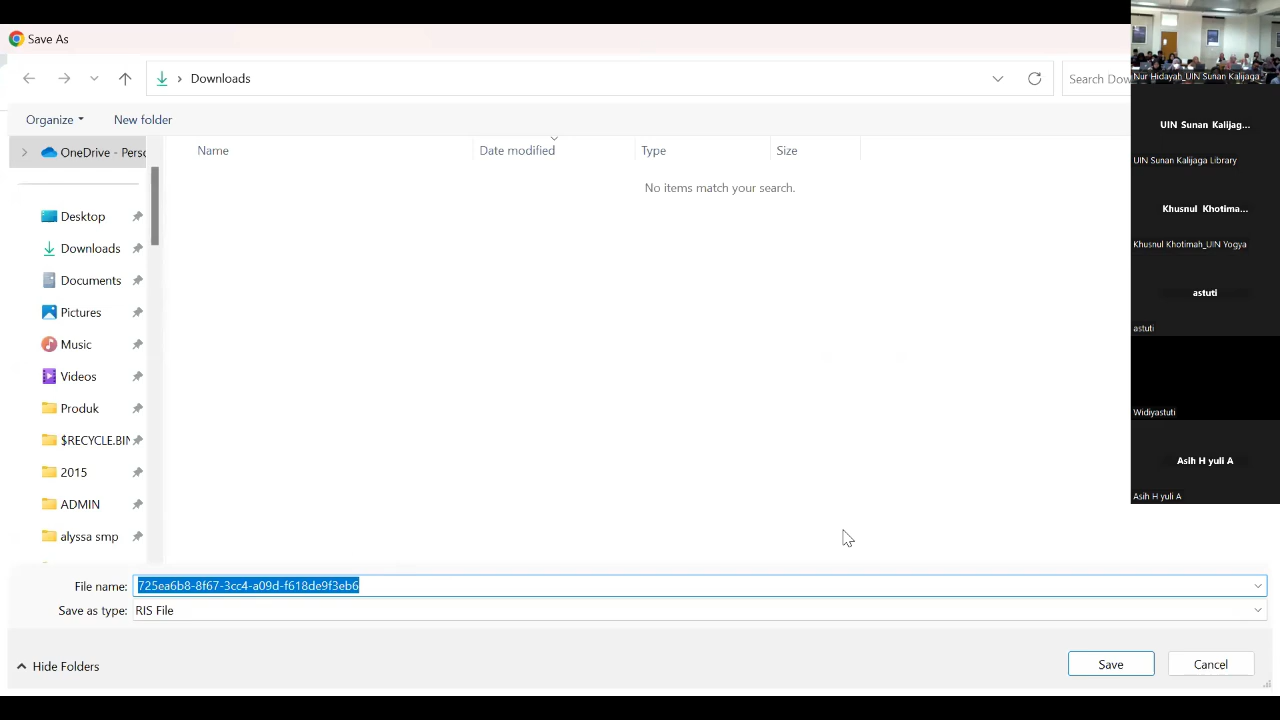 Save As
Downloads
Search Dow
Organize
New folder
OneDrive - Perso
Name
Date modified
Type
Size
No items match your search.
Desktop
Downloads
Documents
Pictures
Music
Videos
Produk
$RECYCLE.BIN
2015
ADMIN
alyssa smp
File name:
725ea6b8-8f67-3cc4-a09d-f618de9f3eb6
Save as type:
RIS File
Hide Folders
Save
Cancel
Nur Hidayah_UIN Sunan Kalijaga_
UIN Sunan Kalijag...
UIN Sunan Kalijaga Library
Khusnul Khotima...
Khusnul Khotimah_UIN Yogya
astuti
astuti
Widiyastuti
Asih H yuli A
Asih H yuli A